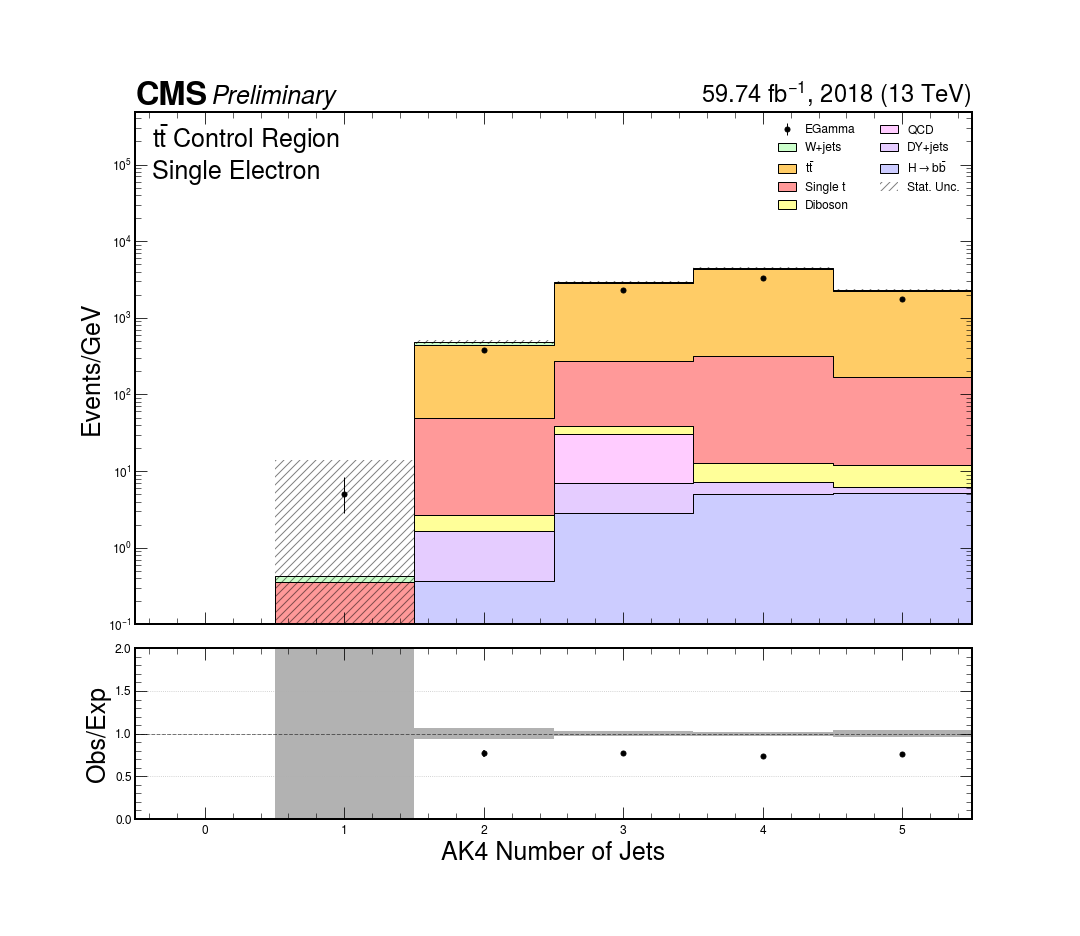 CMS Preliminary
59.74 fb⁻¹, 2018 (13 TeV)
tt̄ Control Region
Single Electron
EGamma
W+jets
tt̄
Single t
Diboson
QCD
DY+jets
H→bb̄
Stat. Unc.
Events/GeV
10⁵
10⁴
10³
10²
10¹
10⁰
10⁻¹
Obs/Exp
2.0
1.5
1.0
0.5
0.0
0 1 2 3 4 5
AK4 Number of Jets